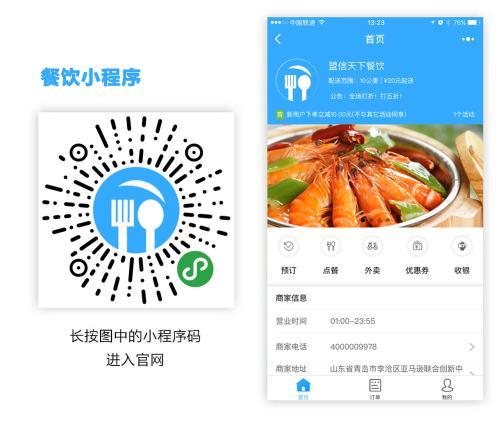 餐饮小程序
长按图中的小程序码
进入官网
中国联通
13:23
76%
首页
盟信天下餐饮
配送范围：10公里 | ¥20元起送
公告：全场打折！打五折！
首 新用户下单立减10.00元(不与其它活动同享)
1个活动
预订
点餐
外卖
优惠券
收银
商家信息
营业时间 01:00~23:55
商家电话 4000009978
商家地址 山东省青岛市李沧区亚马逊联合创新中
首页
订单
我的